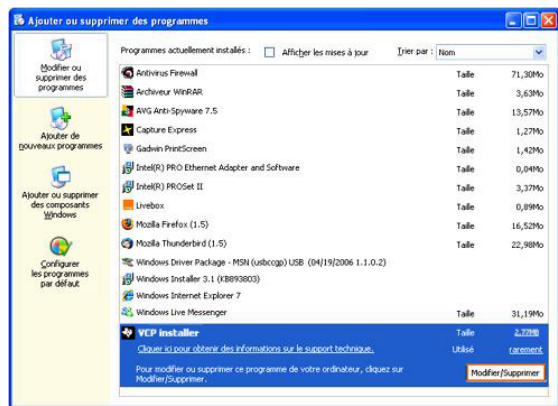 Ajouter ou supprimer des programmes
Modifier ou
supprimer des
programmes
Ajouter de
nouveaux programmes
Ajouter ou supprimer
des composants
Windows
Configurer
les programmes
par défaut
Programmes actuellement installés :
Afficher les mises à jour
Trier par : Nom
Antivirus Firewall Taille 71,30Mo
Archiveur WinRAR Taille 3,63Mo
AVG Anti-Spyware 7.5 Taille 13,57Mo
Capture Express Taille 1,27Mo
Gadwin PrintScreen Taille 1,42Mo
Intel(R) PRO Ethernet Adapter and Software Taille 0,04Mo
Intel(R) PROSet II Taille 3,37Mo
Livebox Taille 0,89Mo
Mozilla Firefox (1.5) Taille 16,52Mo
Mozilla Thunderbird (1.5) Taille 22,98Mo
Windows Driver Package - MSN (usbccgp) USB (04/19/2006 1.1.0.2)
Windows Installer 3.1 (KB893803)
Windows Internet Explorer 7
Windows Live Messenger Taille 31,19Mo
VCP installer Taille 2.77MB
Cliquer ici pour obtenir des informations sur le support technique. Utilisé rarement
Pour modifier ou supprimer ce programme de votre ordinateur, cliquez sur
Modifier/Supprimer.
Modifier/Supprimer